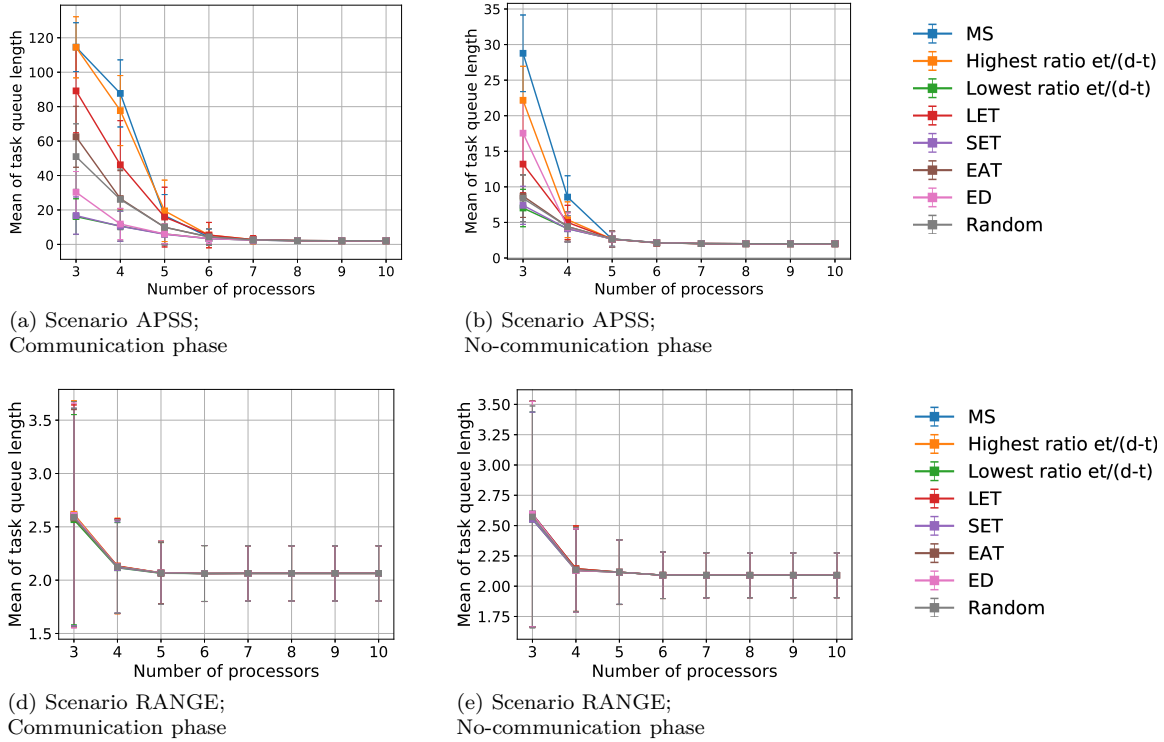 Mean of task queue length
120
100
80
60
40
20
0
3 4 5 6 7 8 9 10
Number of processors
(a) Scenario APSS;
Communication phase
Mean of task queue length
35
30
25
20
15
10
5
0
3 4 5 6 7 8 9 10
Number of processors
(b) Scenario APSS;
No-communication phase
MS
Highest ratio et/(d-t)
Lowest ratio et/(d-t)
LET
SET
EAT
ED
Random
Mean of task queue length
3.5
3.0
2.5
2.0
1.5
3 4 5 6 7 8 9 10
Number of processors
(d) Scenario RANGE;
Communication phase
Mean of task queue length
3.50
3.25
3.00
2.75
2.50
2.25
2.00
1.75
3 4 5 6 7 8 9 10
Number of processors
(e) Scenario RANGE;
No-communication phase
MS
Highest ratio et/(d-t)
Lowest ratio et/(d-t)
LET
SET
EAT
ED
Random